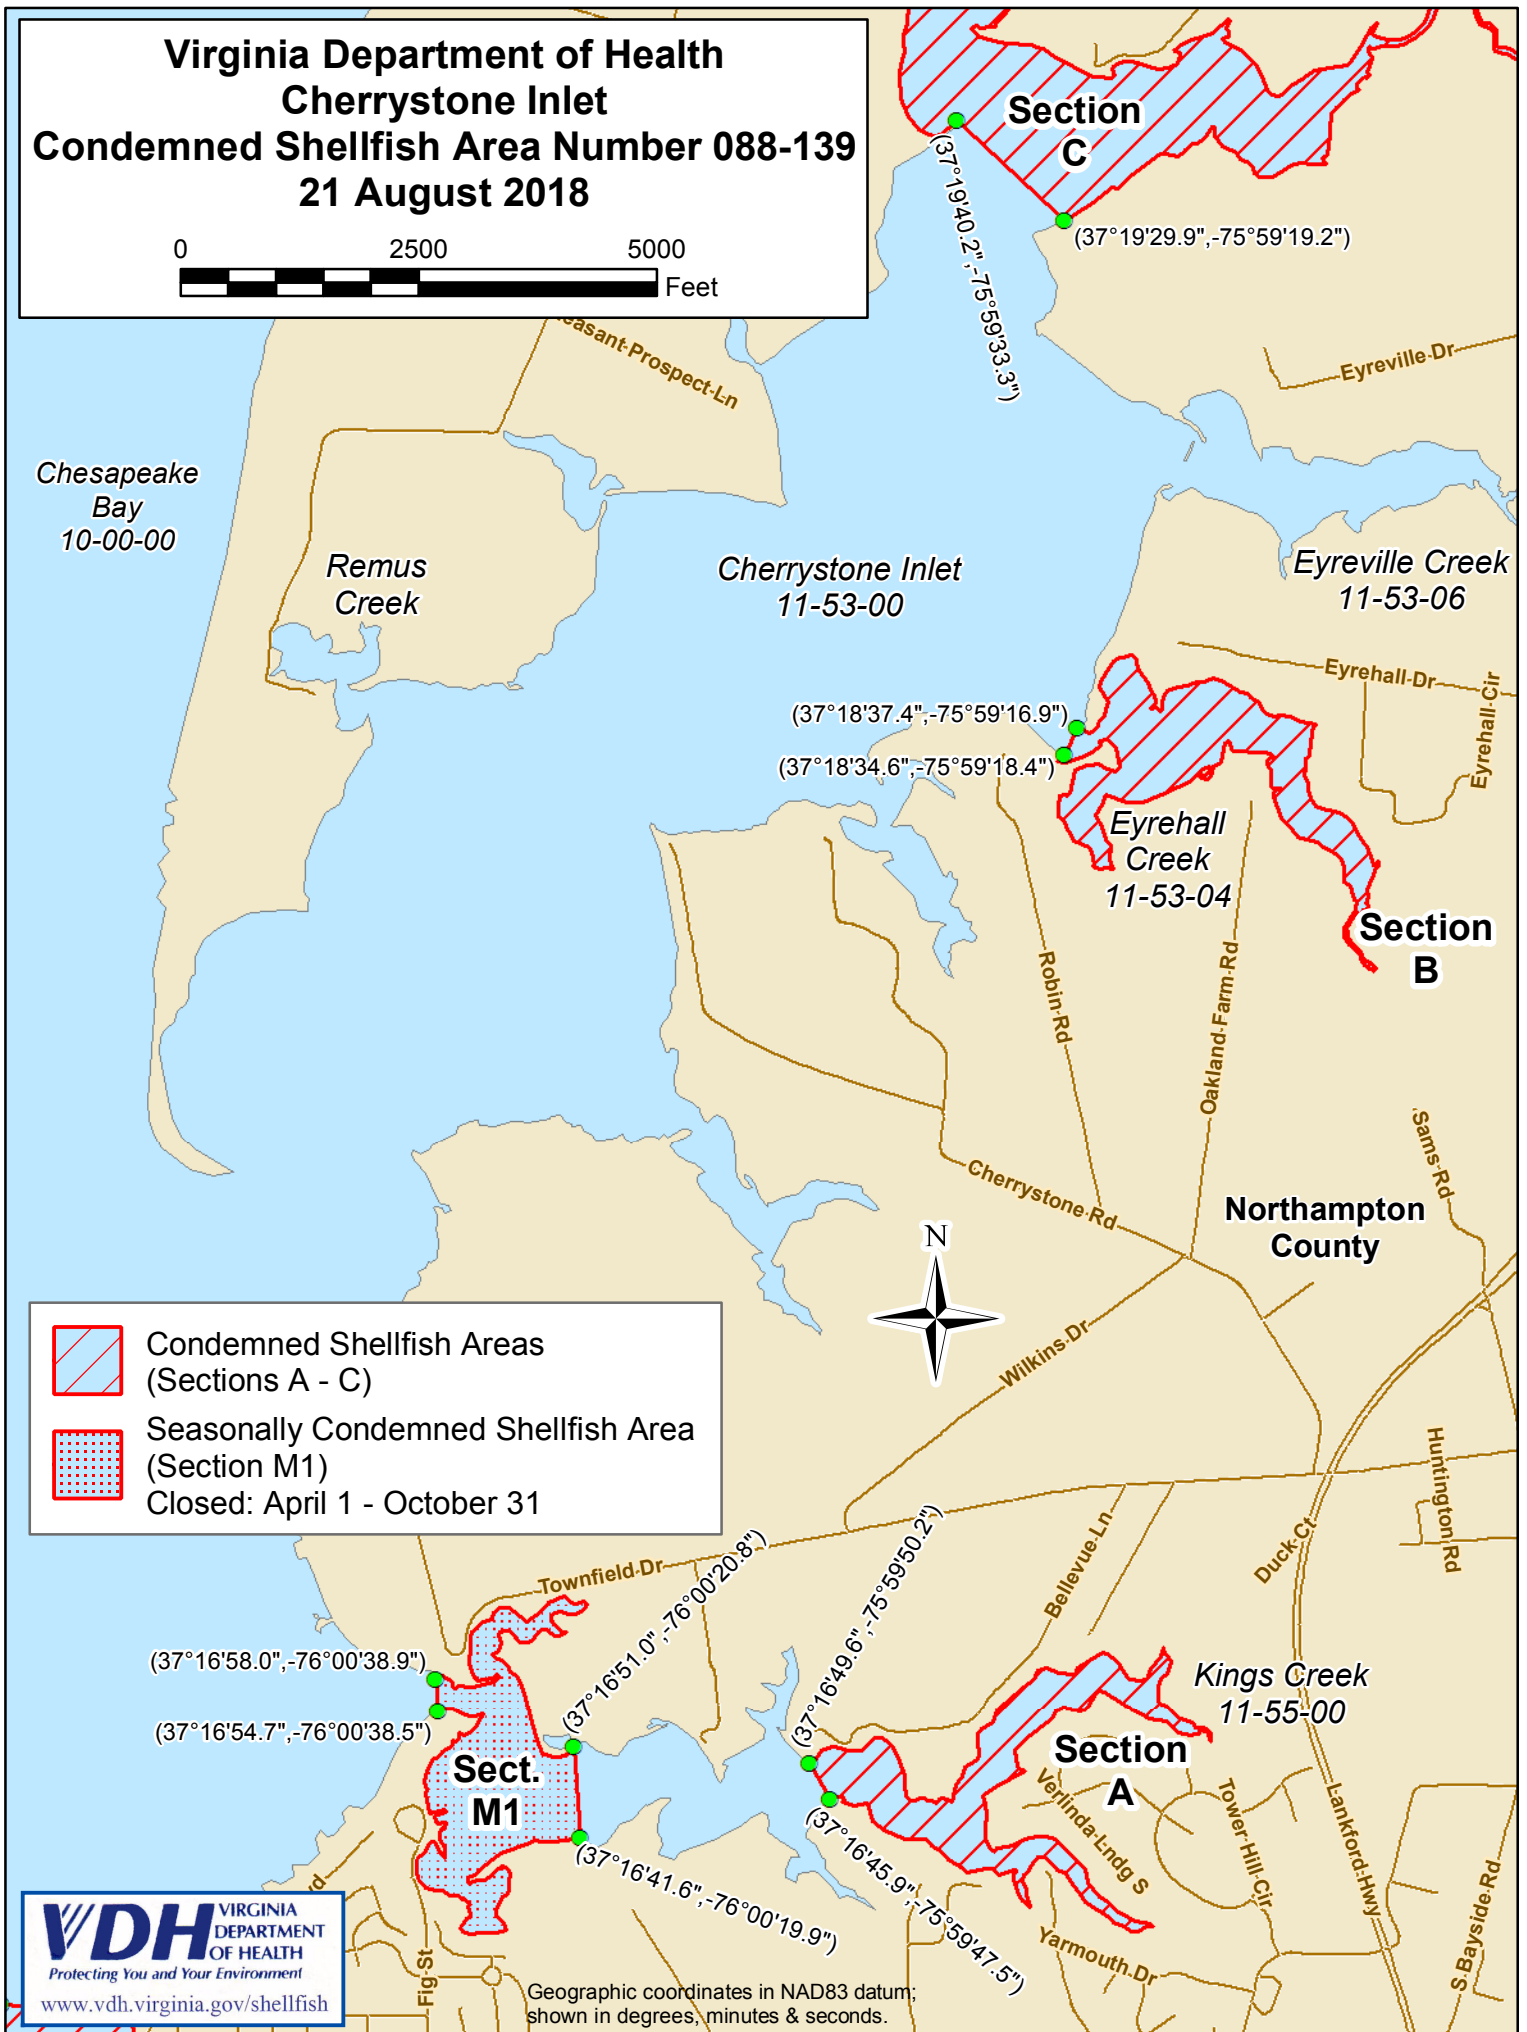 Virginia Department of Health
Cherrystone Inlet
Condemned Shellfish Area Number 088-139
21 August 2018
0 2500 5000
Feet
Section
C
(37°19'40.2",-75°59'33.3")
(37°19'29.9",-75°59'19.2")
Prospect Ln
Eyreville Dr
Chesapeake
Bay
10-00-00
Remus
Creek
Cherrystone Inlet
11-53-00
Eyreville Creek
11-53-06
Eyrehall Dr
Eyrehall Cir
(37°18'37.4",-75°59'16.9")
(37°18'34.6",-75°59'18.4")
Eyrehall
Creek
11-53-04
Section
B
Robin Rd
Oakland Farm Rd
Sams Rd
Cherrystone Rd
Northampton
County
N
Wilkins Dr
Condemned Shellfish Areas
(Sections A - C)
Seasonally Condemned Shellfish Area
(Section M1)
Closed: April 1 - October 31
Huntington Rd
Duck Ct
Bellevue Ln
Townfield Dr
(37°16'51.0",-76°00'20.8")
(37°16'49.6",-75°59'50.2")
(37°16'58.0",-76°00'38.9")
(37°16'54.7",-76°00'38.5")
Kings Creek
11-55-00
Sect.
M1
Section
A
Verlinda Lndg S
Tower Hill Cir
Lankford Hwy
(37°16'41.6",-76°00'19.9")
(37°16'45.9",-75°59'47.5")
Yarmouth Dr
S Bayside Rd
Fig St
VDH VIRGINIA
DEPARTMENT
OF HEALTH
Protecting You and Your Environment
www.vdh.virginia.gov/shellfish
Geographic coordinates in NAD83 datum;
shown in degrees, minutes & seconds.